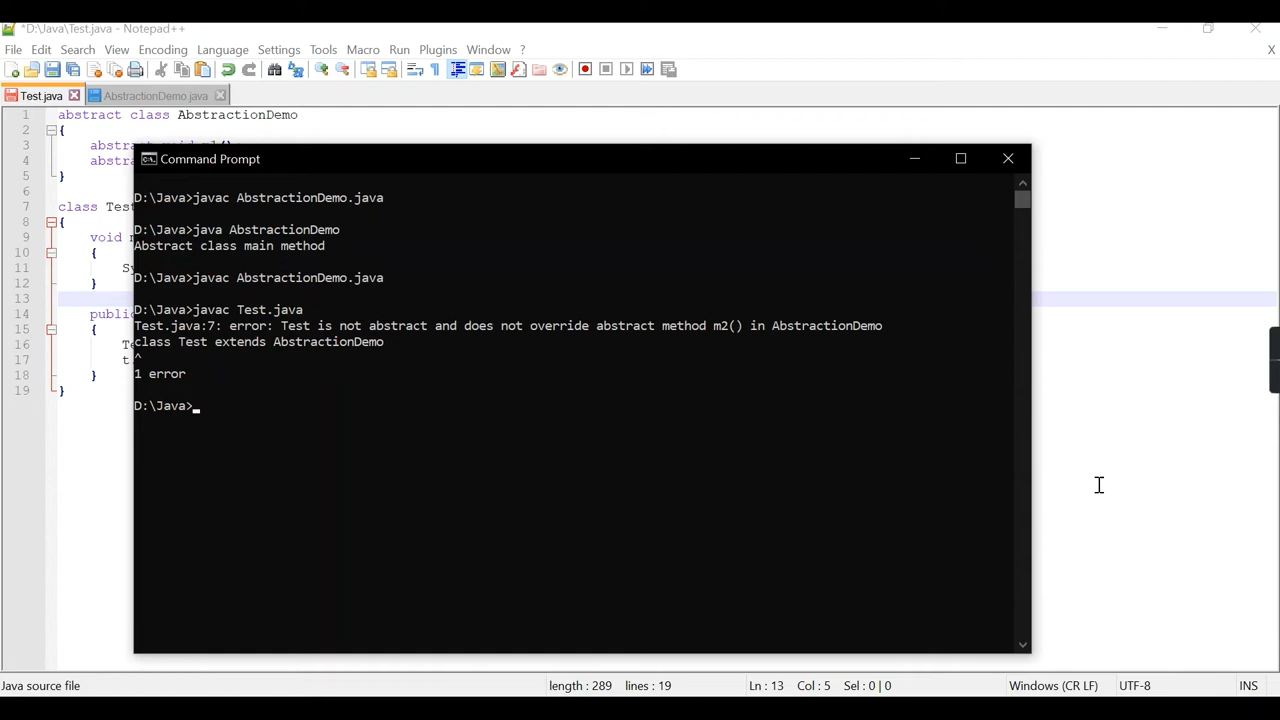 *D:\Java\Test.java - Notepad++
File Edit Search View Encoding Language Settings Tools Macro Run Plugins Window ? X
Test.java AbstractionDemo.java
1 abstract class AbstractionDemo
2 {
3
4
5 }
6
7 class
8 {
9 void
10 {
11
12 }
13
14
15 {
16
17
18 }
19 }
Command Prompt
D:\Java>javac AbstractionDemo.java
D:\Java>java AbstractionDemo
Abstract class main method
D:\Java>javac AbstractionDemo.java
D:\Java>javac Test.java
Test.java:7: error: Test is not abstract and does not override abstract method m2() in AbstractionDemo
class Test extends AbstractionDemo
^
1 error
D:\Java>
Java source file length : 289 lines : 19 Ln : 13 Col : 5 Sel : 0 | 0 Windows (CR LF) UTF-8 INS